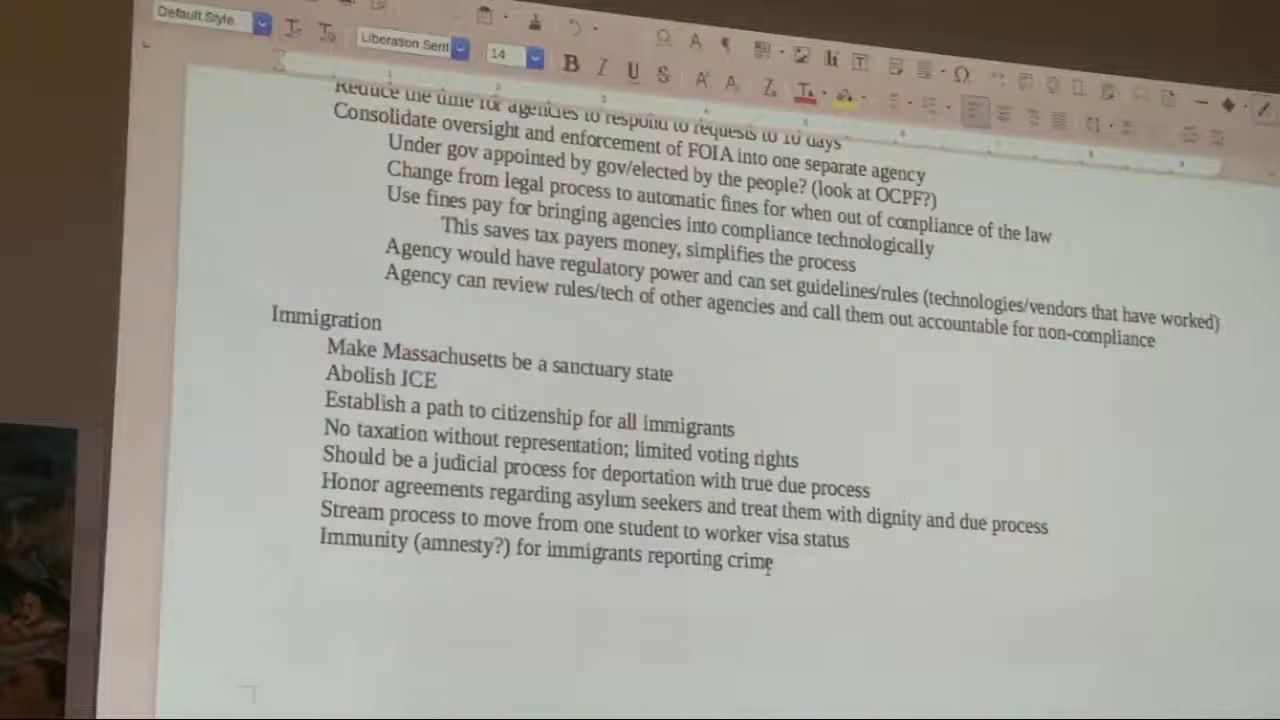 Default Style
Liberation Seri
14
Reduce the time for agencies to respond to requests to 10 days
Consolidate oversight and enforcement of FOIA into one separate agency
Under gov appointed by gov/elected by the people? (look at OCPF?)
Change from legal process to automatic fines for when out of compliance of the law
Use fines pay for bringing agencies into compliance technologically
This saves tax payers money, simplifies the process
Agency would have regulatory power and can set guidelines/rules (technologies/vendors that have worked)
Agency can review rules/tech of other agencies and call them out accountable for non-compliance
Immigration
Make Massachusetts be a sanctuary state
Abolish ICE
Establish a path to citizenship for all immigrants
No taxation without representation; limited voting rights
Should be a judicial process for deportation with true due process
Honor agreements regarding asylum seekers and treat them with dignity and due process
Stream process to move from one student to worker visa status
Immunity (amnesty?) for immigrants reporting crime